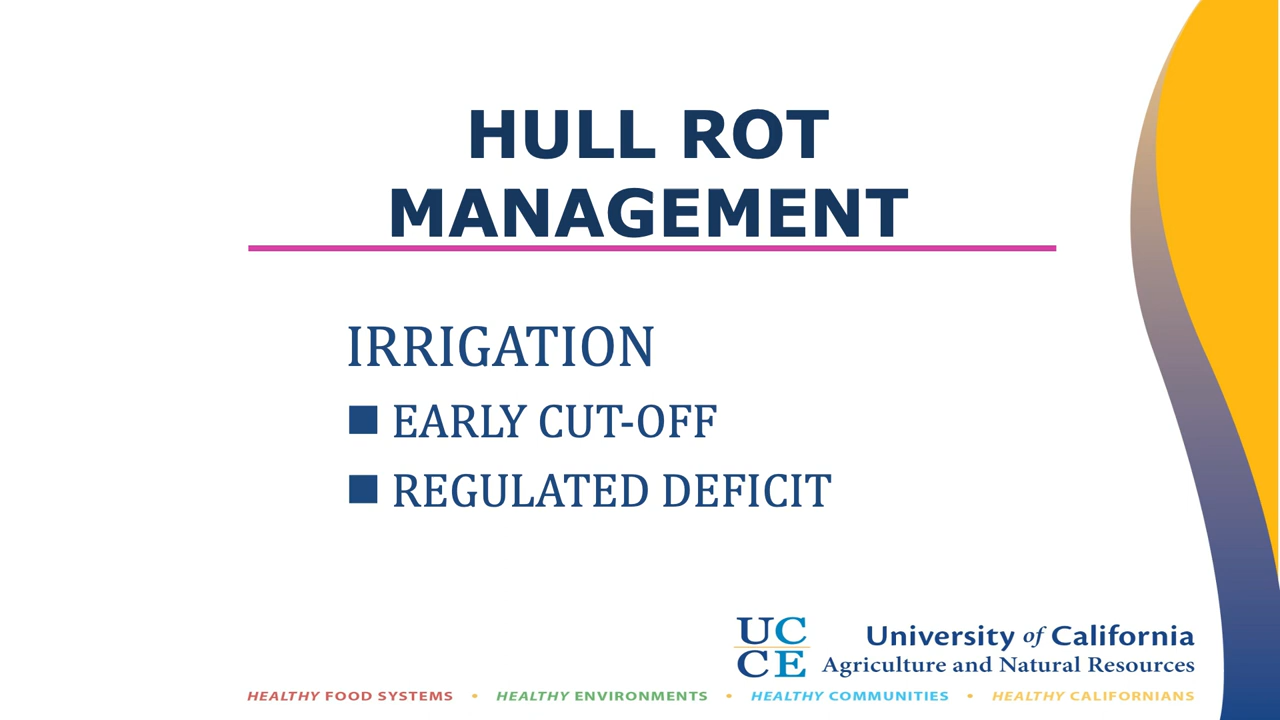 HULL ROT
MANAGEMENT
IRRIGATION
■ EARLY CUT-OFF
■ REGULATED DEFICIT
UC
CE
University of California
Agriculture and Natural Resources
HEALTHY FOOD SYSTEMS • HEALTHY ENVIRONMENTS • HEALTHY COMMUNITIES • HEALTHY CALIFORNIANS